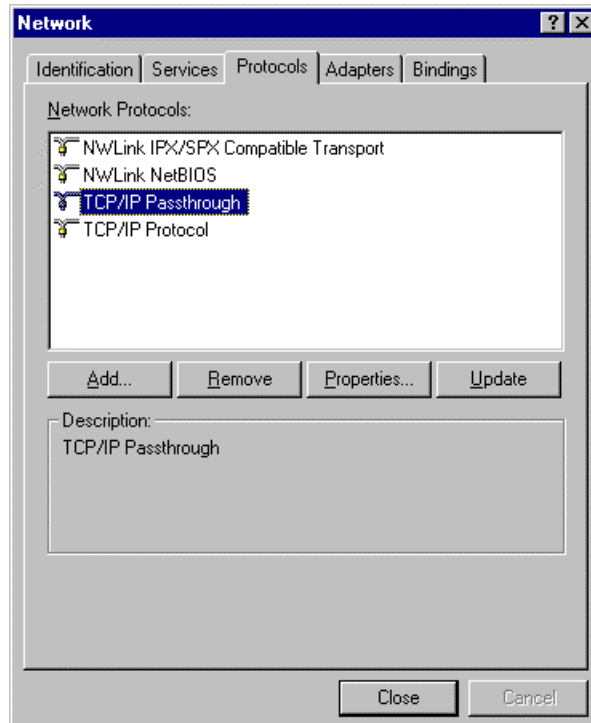 Network
Identification Services Protocols Adapters Bindings
Network Protocols:
NWLink IPX/SPX Compatible Transport
NWLink NetBIOS
TCP/IP Passthrough
TCP/IP Protocol
Add... Remove Properties... Update
Description:
TCP/IP Passthrough
Close Cancel